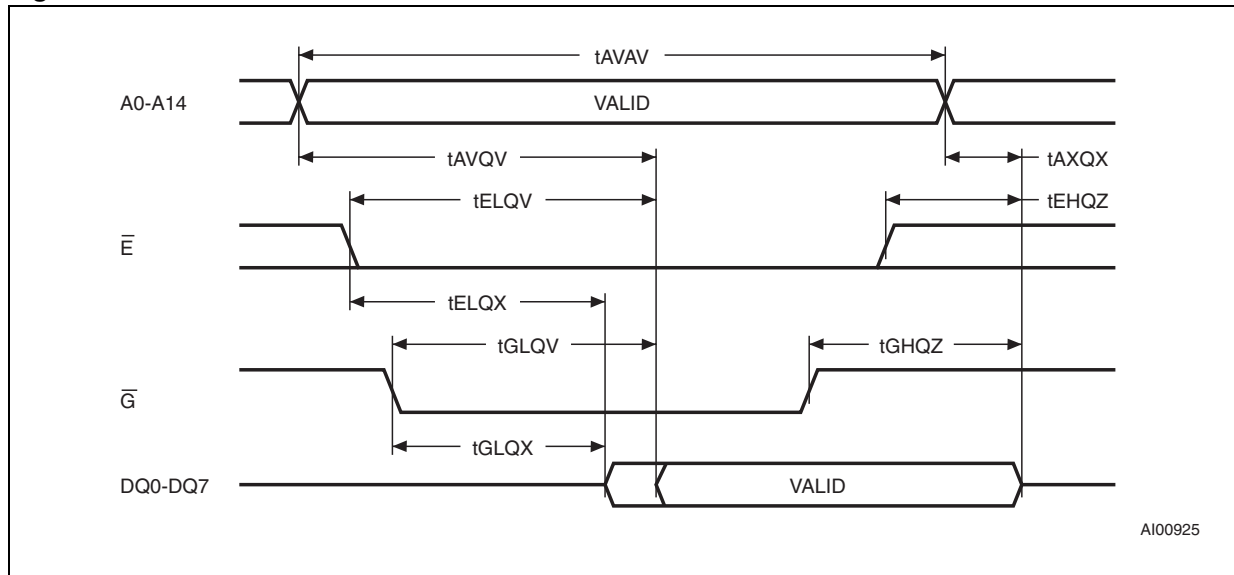 tAVAV
A0-A14
VALID
tAVQV
tAXQX
tELQV
tEHQZ
E̅
tELQX
tGLQV
tGHQZ
G̅
tGLQX
DQ0-DQ7
VALID
AI00925